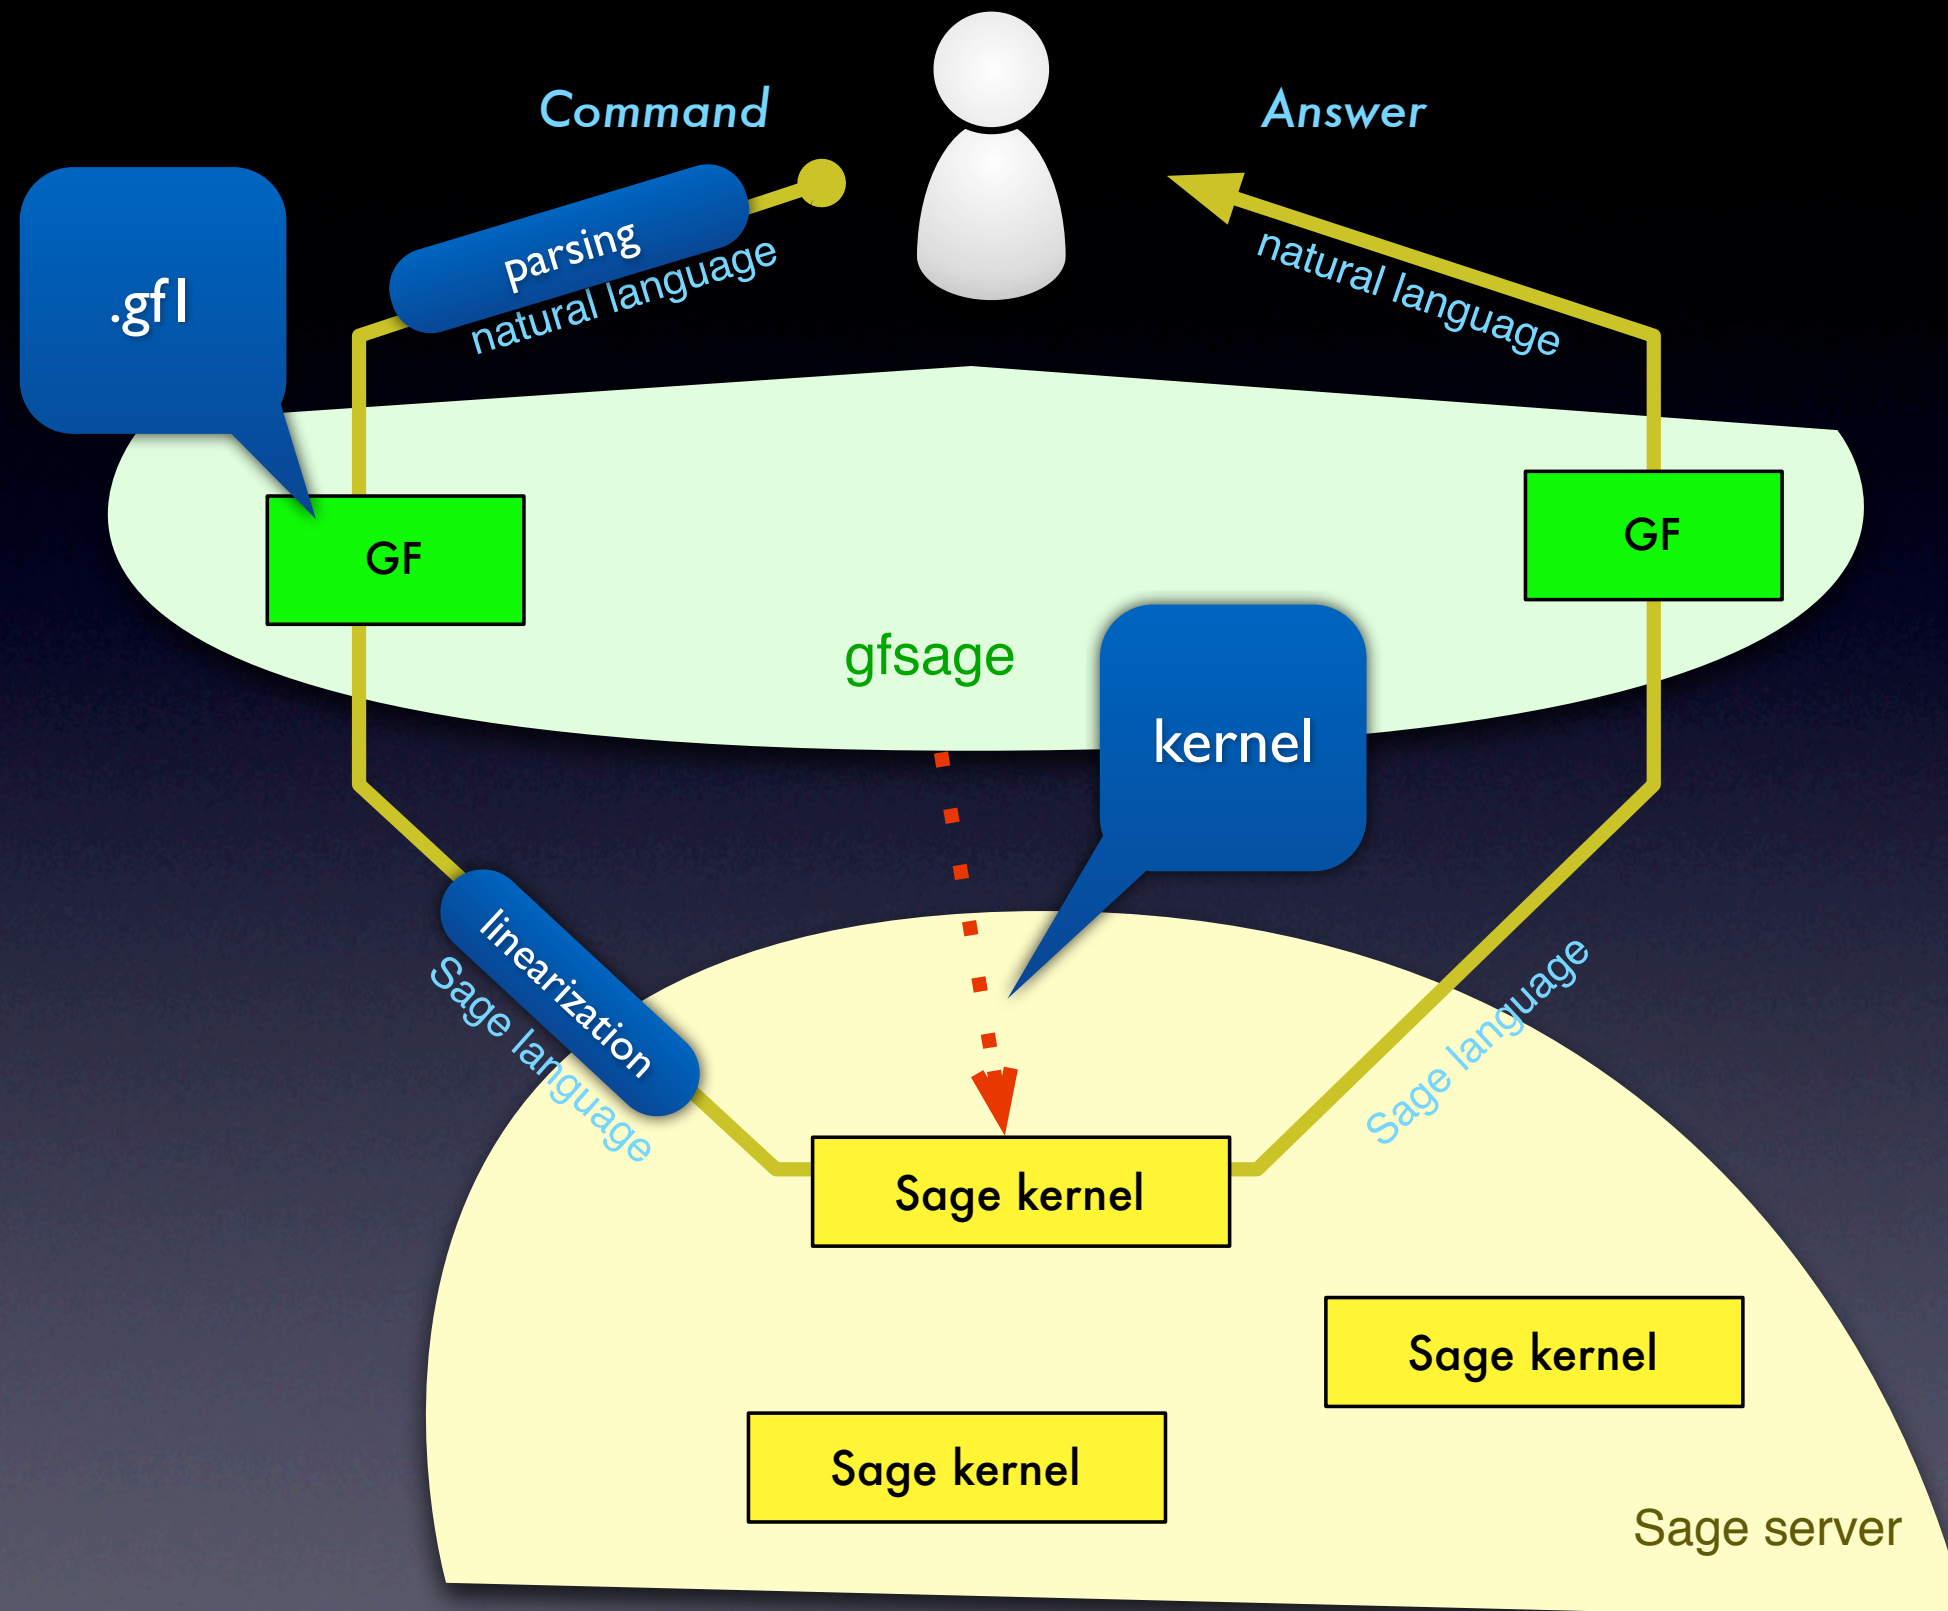 Command
Answer
parsing
natural language
natural language
.gf1
GF
GF
gfsage
kernel
linearization
Sage language
Sage language
Sage kernel
Sage kernel
Sage kernel
Sage server